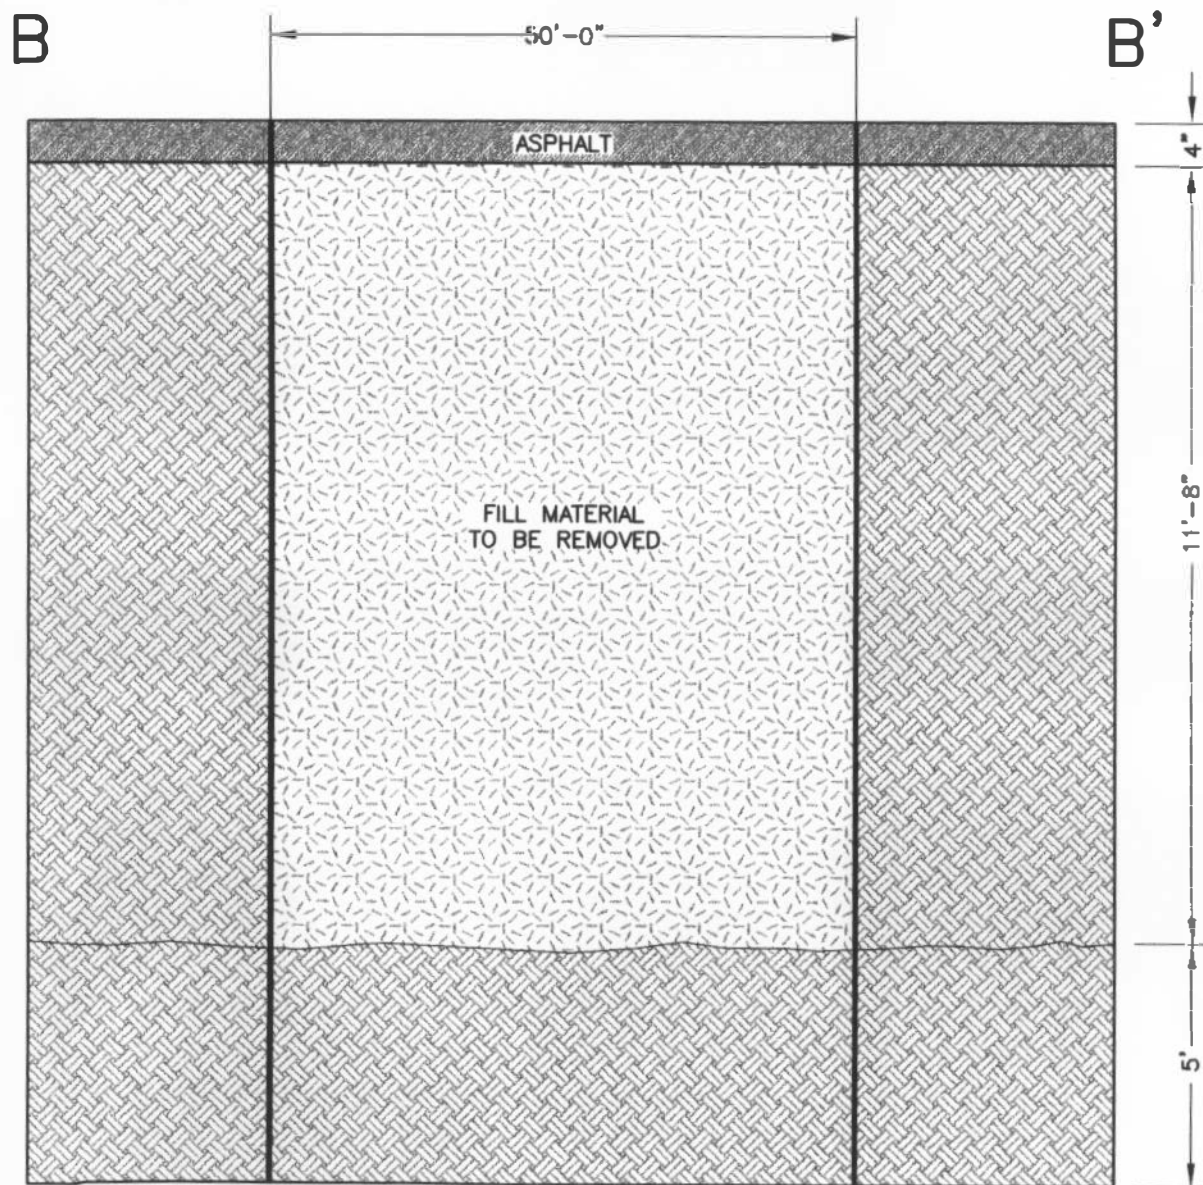 B
50'-0"
B'
ASPHALT
4"
FILL MATERIAL
TO BE REMOVED
11'-8"
5'